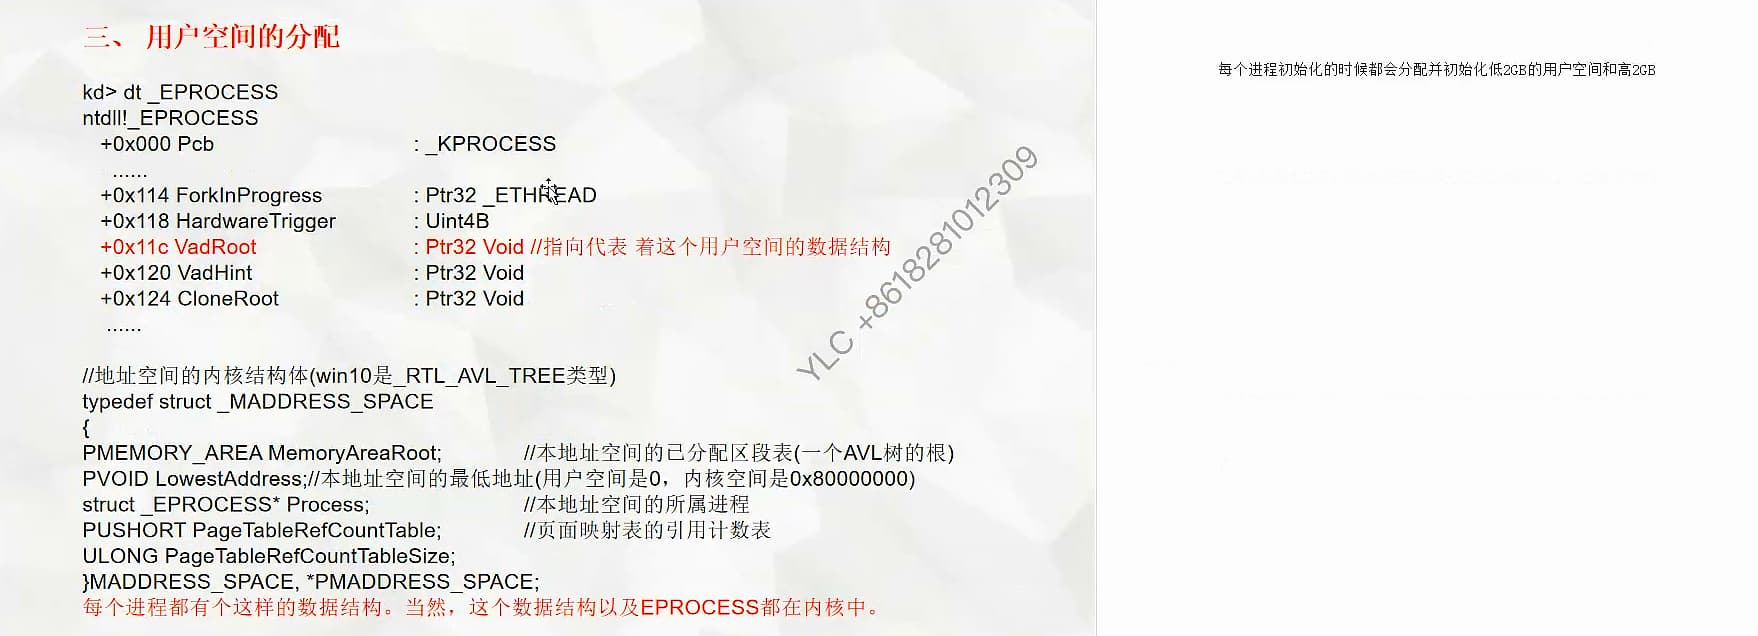 三、 用户空间的分配
kd> dt _EPROCESS
ntdll!_EPROCESS
+0x000 Pcb : _KPROCESS
......
+0x114 ForkInProgress : Ptr32 _ETHREAD
+0x118 HardwareTrigger : Uint4B
+0x11c VadRoot : Ptr32 Void //指向代表 着这个用户空间的数据结构
+0x120 VadHint : Ptr32 Void
+0x124 CloneRoot : Ptr32 Void
......
//地址空间的内核结构体(win10是_RTL_AVL_TREE类型)
typedef struct _MADDRESS_SPACE
{
PMEMORY_AREA MemoryAreaRoot; //本地址空间的已分配区段表(一个AVL树的根)
PVOID LowestAddress;//本地址空间的最低地址(用户空间是0，内核空间是0x80000000)
struct _EPROCESS* Process; //本地址空间的所属进程
PUSHORT PageTableRefCountTable; //页面映射表的引用计数表
ULONG PageTableRefCountTableSize;
}MADDRESS_SPACE, *PMADDRESS_SPACE;
每个进程都有个这样的数据结构。当然，这个数据结构以及EPROCESS都在内核中。
YLC +8618281012309
每个进程初始化的时候都会分配并初始化低2GB的用户空间和高2GB